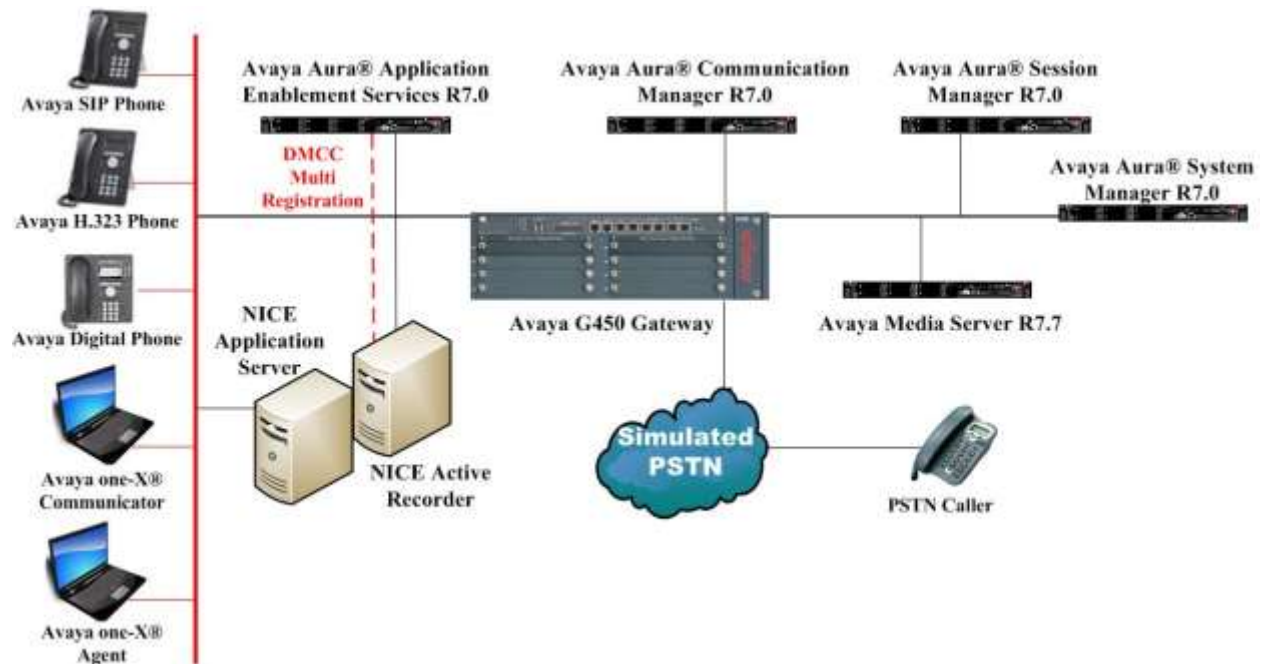 Avaya SIP Phone
Avaya H.323 Phone
Avaya Digital Phone
Avaya one-X®
Communicator
Avaya one-X®
Agent
Avaya Aura® Application
Enablement Services R7.0
DMCC
Multi
Registration
NICE
Application
Server
NICE Active
Recorder
Avaya Aura® Communication
Manager R7.0
Avaya Aura® Session
Manager R7.0
Avaya Aura® System
Manager R7.0
Avaya G450 Gateway
Avaya Media Server R7.7
Simulated
PSTN
PSTN Caller